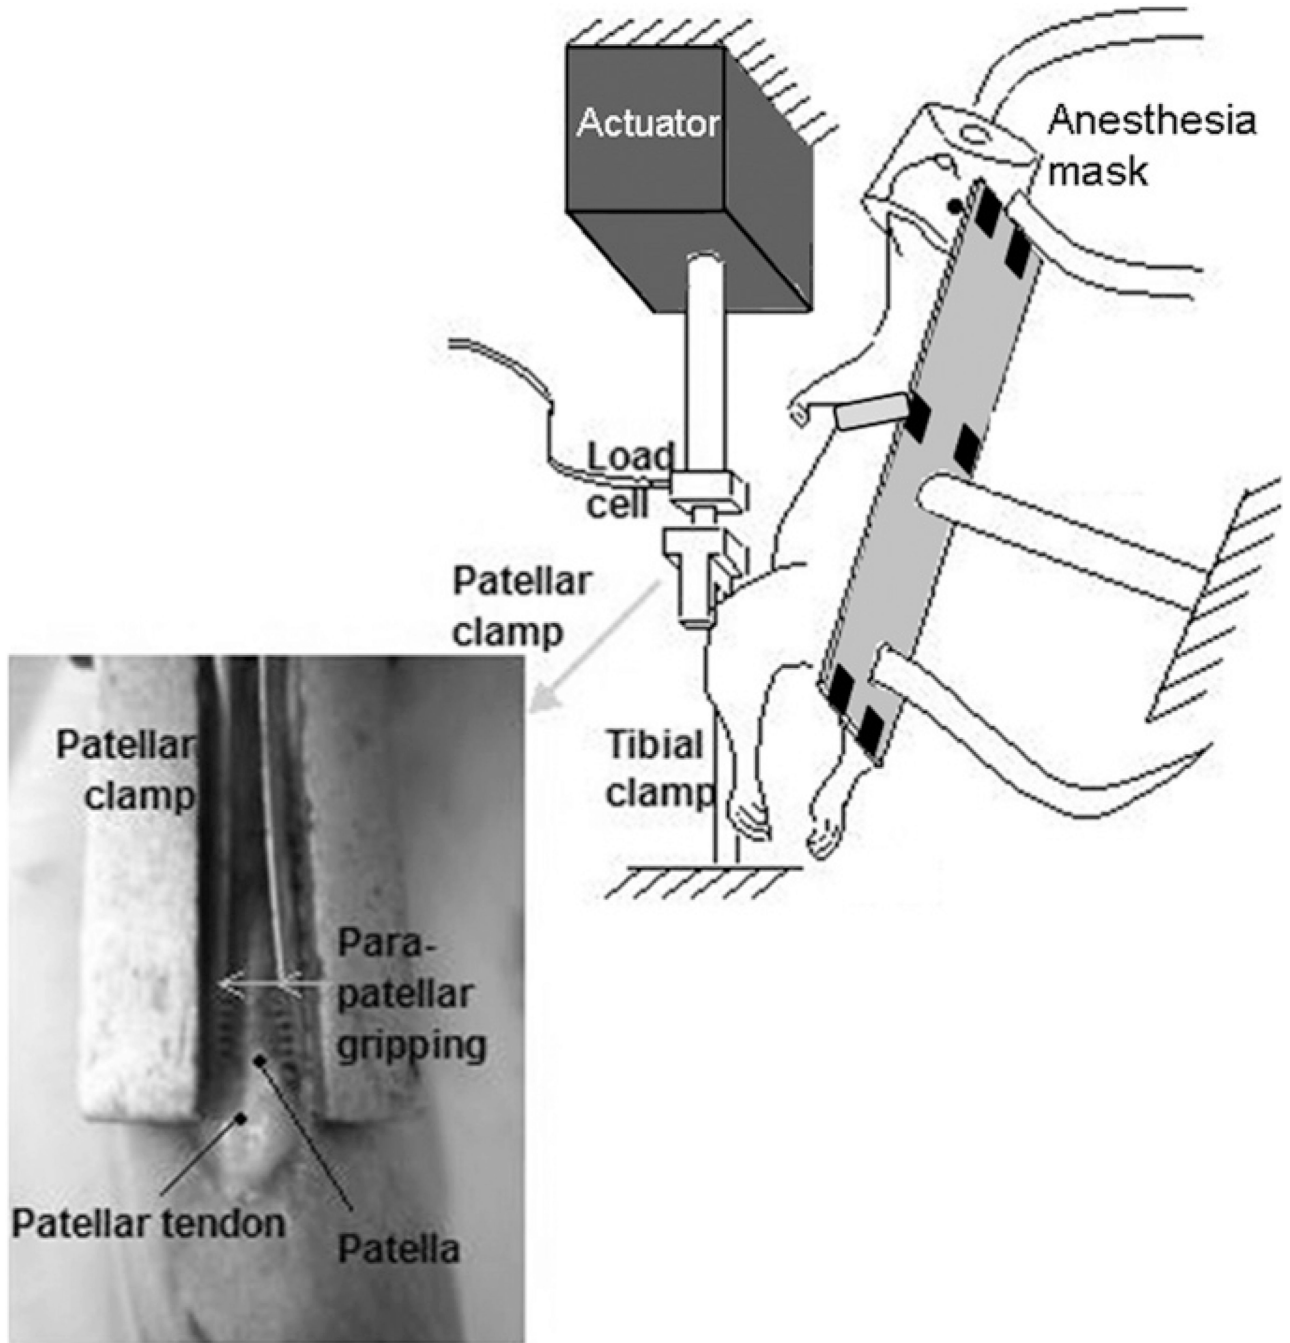 Actuator
Anesthesia
mask
Load
cell
Patellar
clamp
Tibial
clamp
Patellar
clamp
Para-
patellar
gripping
Patellar tendon
Patella